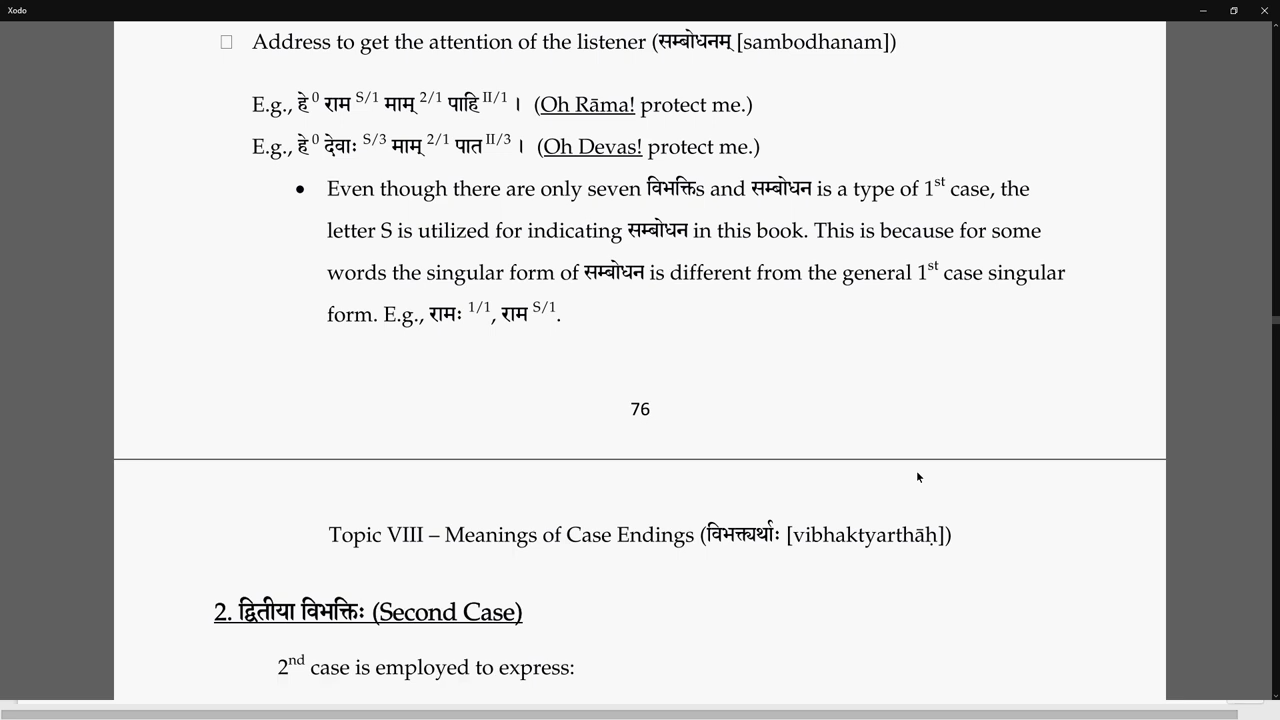 Xodo
Address to get the attention of the listener (सम्बोधनम् [sambodhanam])
E.g., हे 0 राम S/1 माम् 2/1 पाहि II/1 । (Oh Rāma! protect me.)
E.g., हे 0 देवाः S/3 माम् 2/1 पात II/3 । (Oh Devas! protect me.)
• Even though there are only seven विभक्तिs and सम्बोधन is a type of 1st case, the
letter S is utilized for indicating सम्बोधन in this book. This is because for some
words the singular form of सम्बोधन is different from the general 1st case singular
form. E.g., रामः 1/1, राम S/1.
76
Topic VIII – Meanings of Case Endings (विभक्त्यर्थाः [vibhaktyarthāḥ])
2. द्वितीया विभक्तिः (Second Case)
2nd case is employed to express: